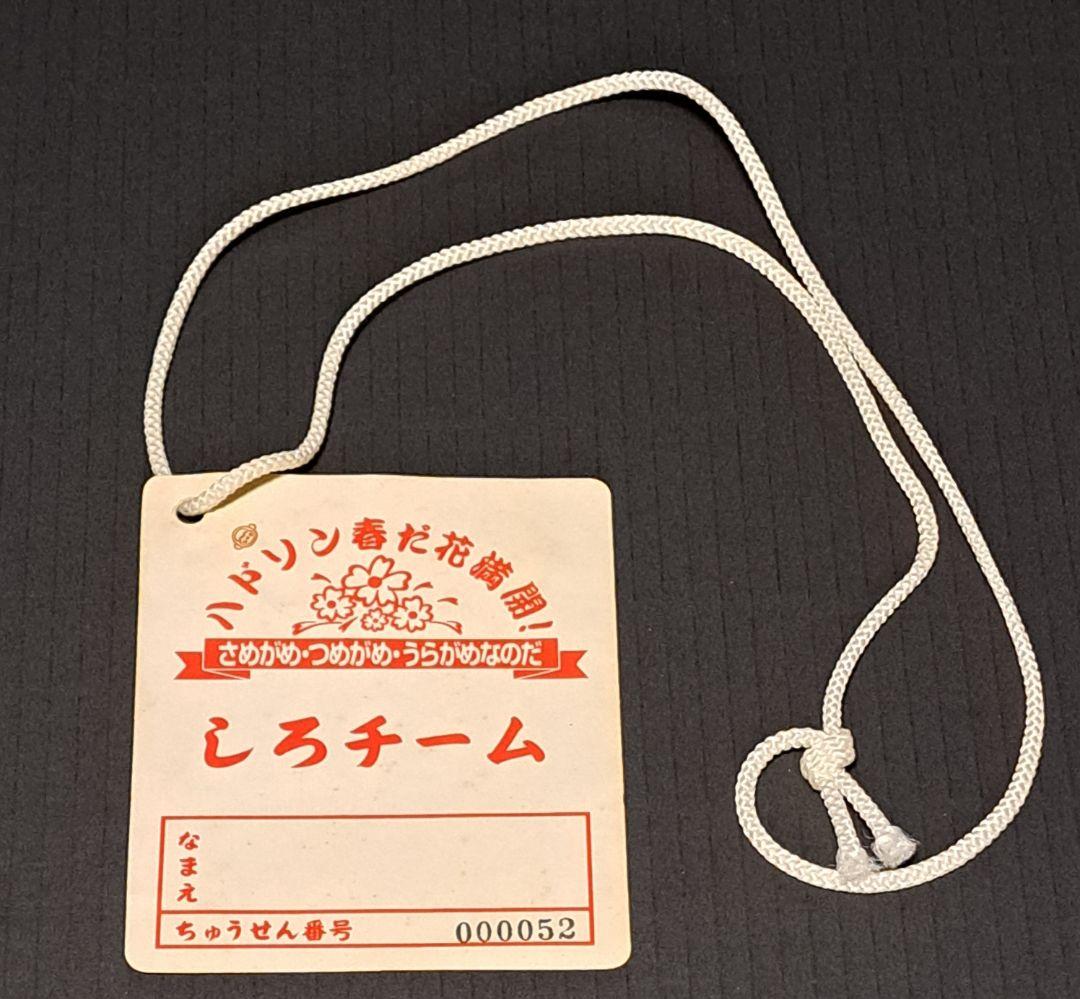 ハドソン春だ花満開!
さめがめ・つめがめ・うらがめなのだ
しろチーム
なまえ
ちゅうせん番号 000052